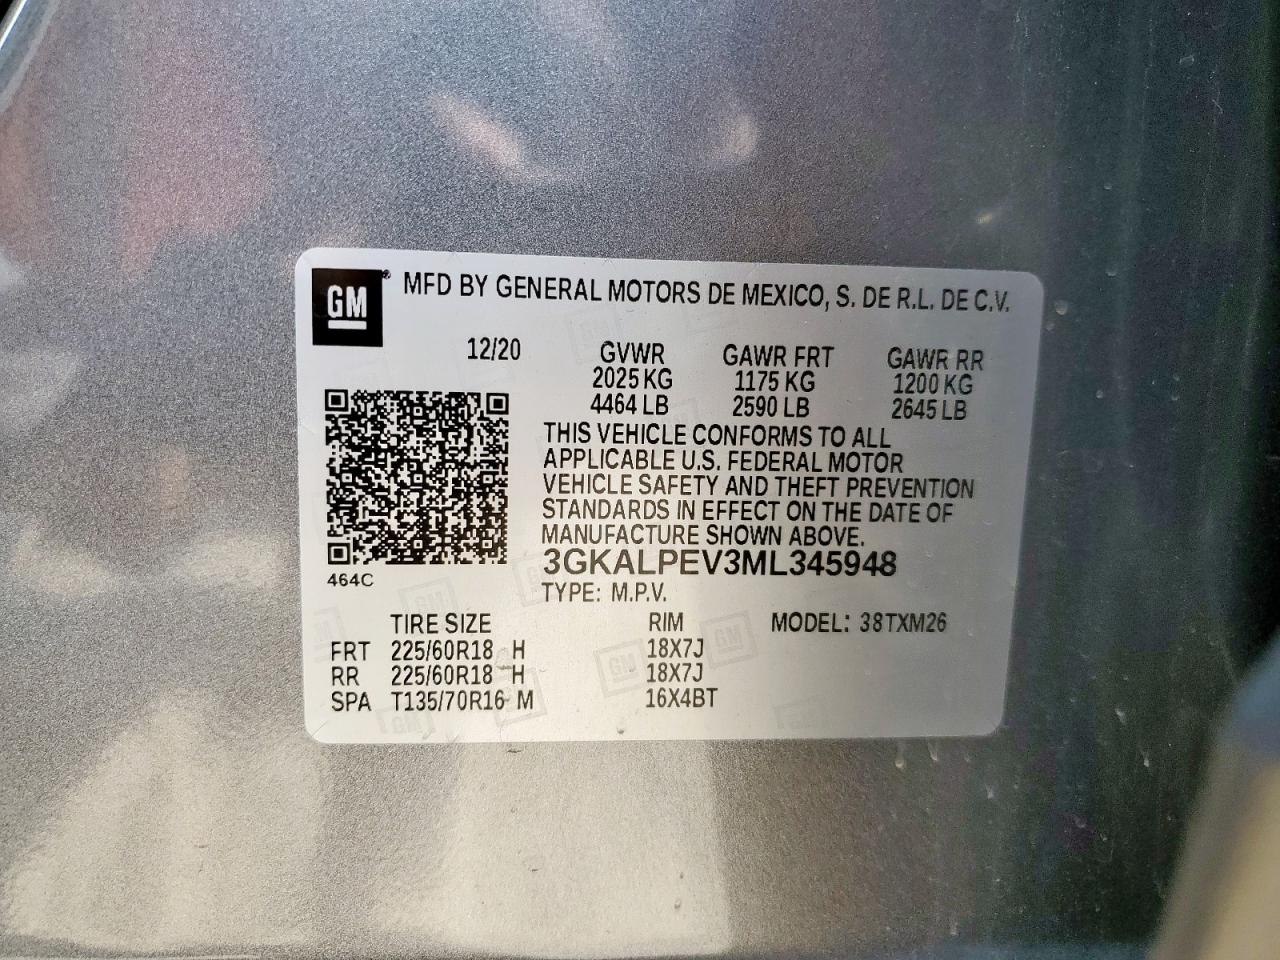 GM® MFD BY GENERAL MOTORS DE MEXICO, S. DE R.L. DE C.V.
12/20 GVWR GAWR FRT GAWR RR
2025 KG 1175 KG 1200 KG
4464 LB 2590 LB 2645 LB
THIS VEHICLE CONFORMS TO ALL
APPLICABLE U.S. FEDERAL MOTOR
VEHICLE SAFETY AND THEFT PREVENTION
STANDARDS IN EFFECT ON THE DATE OF
MANUFACTURE SHOWN ABOVE.
3GKALPEV3ML345948
464C
TYPE: M.P.V.
TIRE SIZE RIM MODEL: 38TXM26
FRT 225/60R18 H 18X7J
RR 225/60R18 H 18X7J
SPA T135/70R16 M 16X4BT